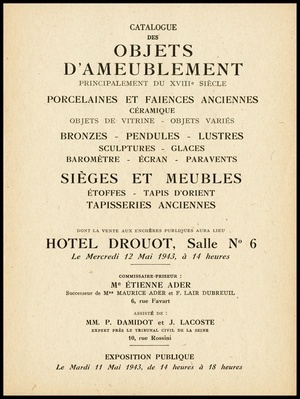 CATALOGUE
DES
OBJETS
D'AMEUBLEMENT
PRINCIPALEMENT DU XVIIIe SIÈCLE
PORCELAINES ET FAIENCES ANCIENNES
CÉRAMIQUE
OBJETS DE VITRINE - OBJETS VARIÉS
BRONZES - PENDULES - LUSTRES
SCULPTURES - GLACES
BAROMÈTRE - ÉCRAN - PARAVENTS
SIÈGES ET MEUBLES
ÉTOFFES - TAPIS D'ORIENT
TAPISSERIES ANCIENNES
DONT LA VENTE AUX ENCHÈRES PUBLIQUES AURA LIEU
HOTEL DROUOT, Salle No 6
Le Mercredi 12 Mai 1943, à 14 heures
COMMISSAIRE-PRISEUR :
Me ÉTIENNE ADER
Successeur de Mes MAURICE ADER et F. LAIR DUBREUIL
6, rue Favart
ASSISTÉ DE :
MM. P. DAMIDOT et J. LACOSTE
EXPERT PRÈS LE TRIBUNAL CIVIL DE LA SEINE
10, rue Rossini
EXPOSITION PUBLIQUE
Le Mardi 11 Mai 1943, de 14 heures à 18 heures